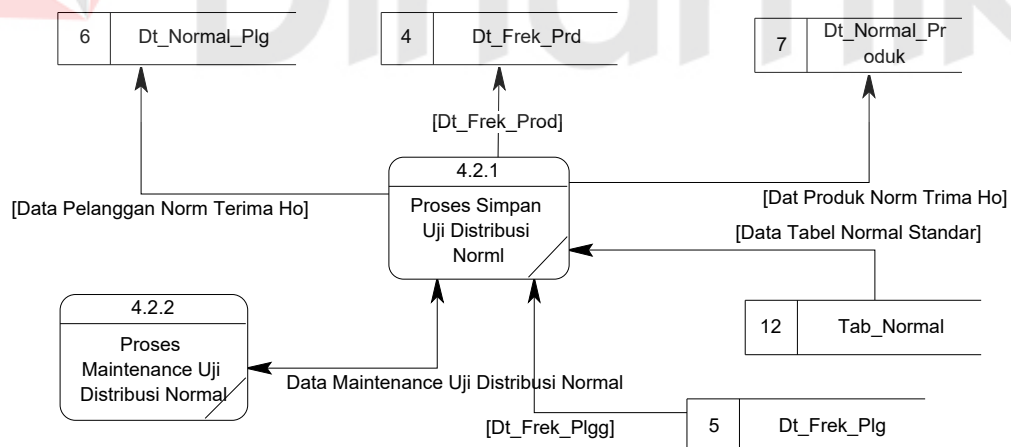 6
Dt_Normal_Plg
4
Dt_Frek_Prd
7
Dt_Normal_Pr
oduk
[Dt_Frek_Prod]
4.2.1
Proses Simpan
Uji Distribusi
Norml
[Data Pelanggan Norm Terima Ho]
[Dat Produk Norm Trima Ho]
[Data Tabel Normal Standar]
4.2.2
Proses
Maintenance Uji
Distribusi Normal
12
Tab_Normal
Data Maintenance Uji Distribusi Normal
[Dt_Frek_Plgg]
5
Dt_Frek_Plg